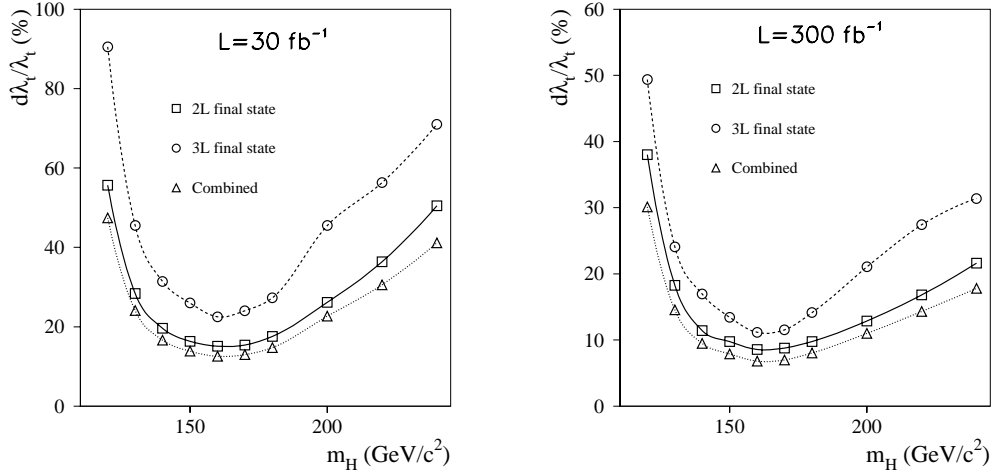 dλt/λt (%)
L=30 fb⁻¹
2L final state
3L final state
Combined
100
80
60
40
20
0
150
200
mH (GeV/c²)
dλt/λt (%)
L=300 fb⁻¹
2L final state
3L final state
Combined
60
50
40
30
20
10
0
150
200
mH (GeV/c²)